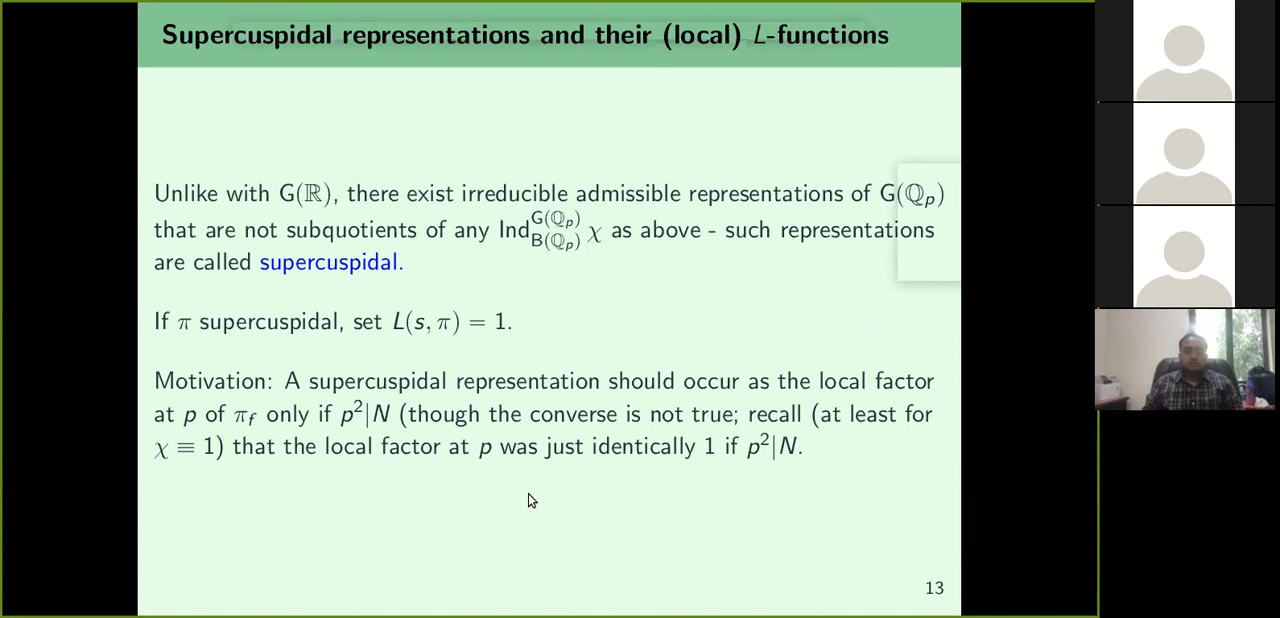 Supercuspidal representations and their (local) L-functions
Unlike with G(ℝ), there exist irreducible admissible representations of G(ℚ_p)
that are not subquotients of any Ind_{B(ℚ_p)}^{G(ℚ_p)} χ as above - such representations
are called supercuspidal.
If π supercuspidal, set L(s, π) = 1.
Motivation: A supercuspidal representation should occur as the local factor
at p of π_f only if p²|N (though the converse is not true; recall (at least for
χ ≡ 1) that the local factor at p was just identically 1 if p²|N.
13